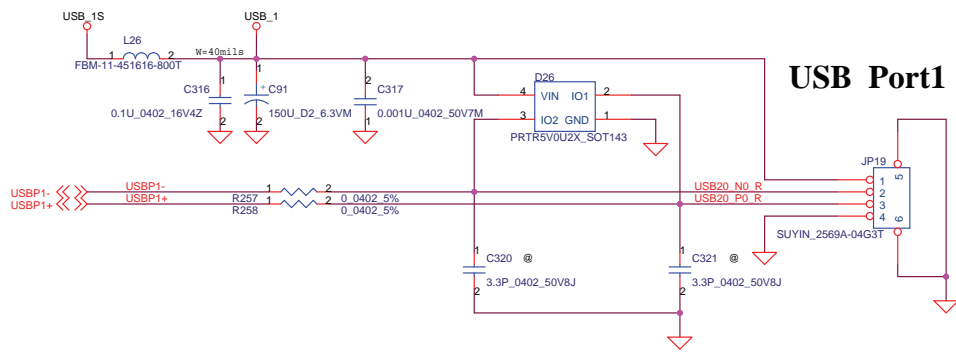 USB_1S
USB_1
L26
1
2
W=40mils
FBM-11-451616-800T
USB Port1
1
C316
2
0.1U_0402_16V4Z
1
+
C91
2
150U_D2_6.3VM
2
C317
1
0.001U_0402_50V7M
D26
4
VIN
IO1
2
3
IO2
GND
1
PRTR5V0U2X_SOT143
JP19
5
1
2
3
4
6
SUYIN_2569A-04G3T
USBP1-
USBP1-
1
2
USB20_N0_R
R257
0_0402_5%
USBP1+
USBP1+
1
2
USB20_P0_R
R258
0_0402_5%
1
C320 @
3.3P_0402_50V8J
2
1
C321 @
3.3P_0402_50V8J
2